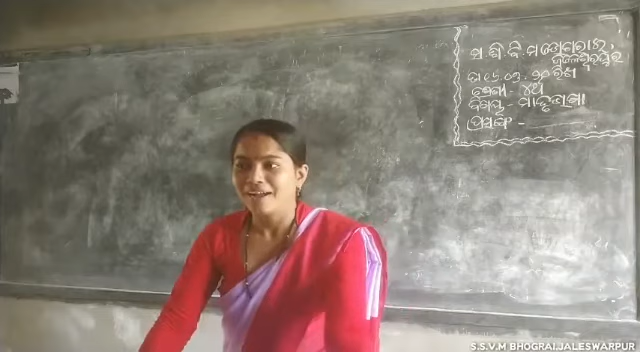 ସ.ଶି.ବି.ମ ଭୋଗରାଇ,
ଜଳେଶ୍ୱରପୁର
ଶ୍ରେଣୀ - ୪ର୍ଥ
ବିଷୟ - ମାତୃଭାଷା
ପ୍ରସଙ୍ଗ -
S.S.V.M BHOGRAI,JALESWARPUR